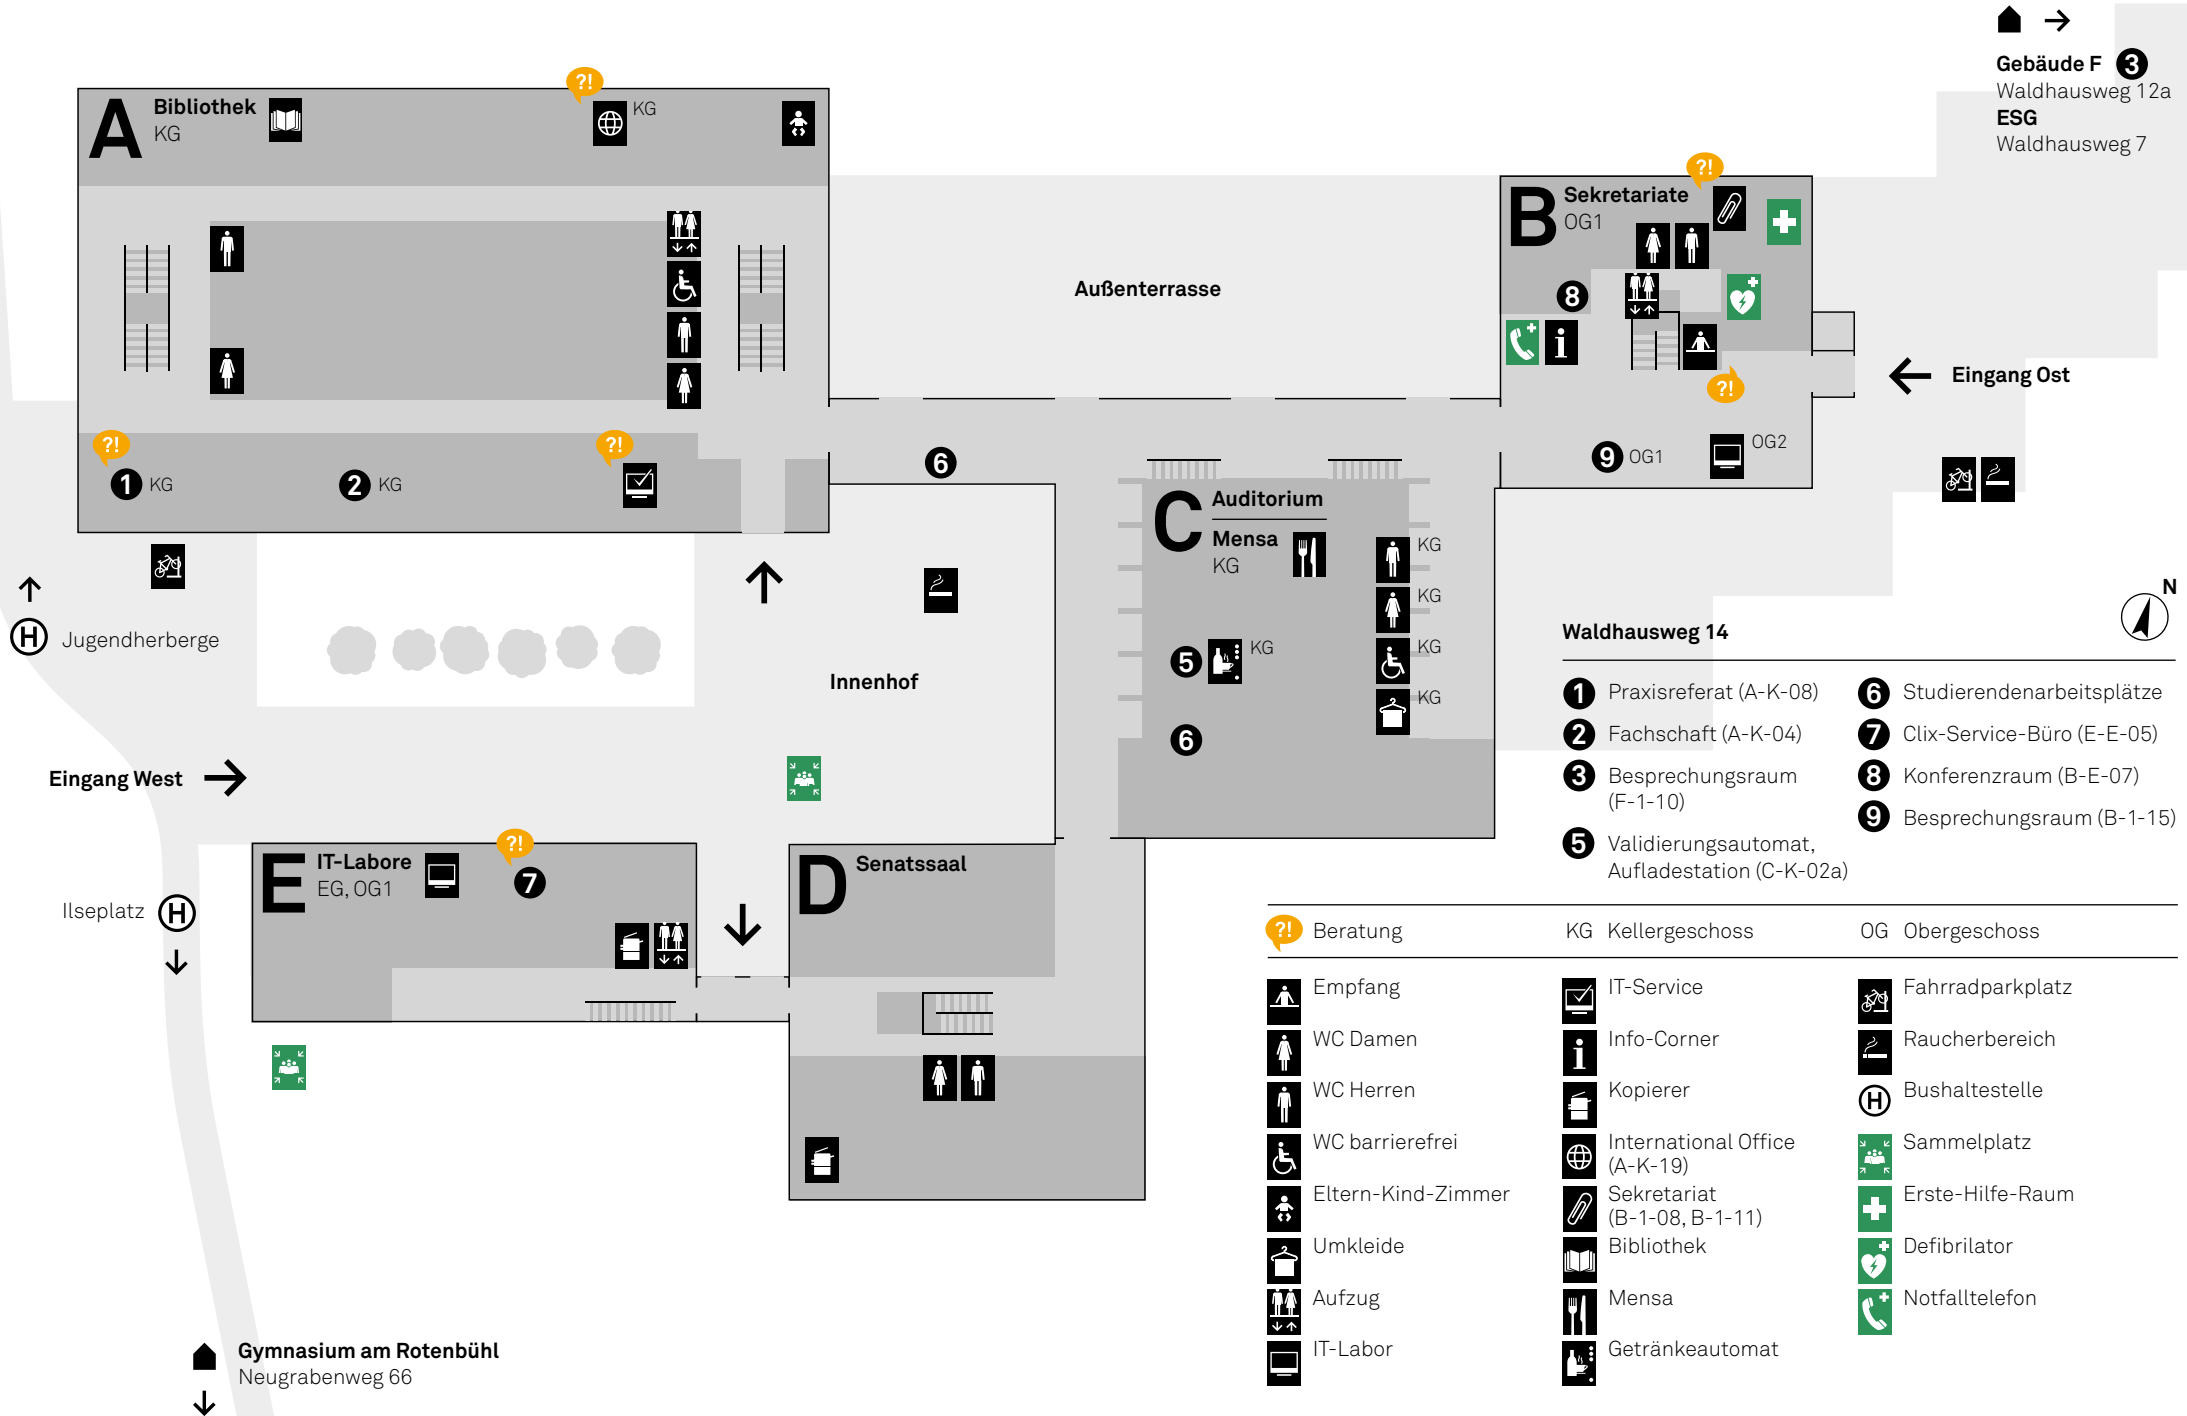 Gebäude F 3
Waldhausweg 12a
ESG
Waldhausweg 7
A
Bibliothek
KG
?!
KG
?!
B
Sekretariate
OG1
Außenterrasse
8
i
?!
Eingang Ost
?!
1 KG
2 KG
?!
6
9 OG1
OG2
C
Auditorium
Mensa
KG
KG
KG
KG
KG
5
KG
6
H Jugendherberge
Innenhof
Eingang West
E
IT-Labore
EG, OG1
?!
7
D
Senatssaal
Ilseplatz H
N
Waldhausweg 14
1 Praxisreferat (A-K-08)
2 Fachschaft (A-K-04)
3 Besprechungsraum
(F-1-10)
5 Validierungsautomat,
Aufladestation (C-K-02a)
6 Studierendenarbeitsplätze
7 Clix-Service-Büro (E-E-05)
8 Konferenzraum (B-E-07)
9 Besprechungsraum (B-1-15)
?! Beratung
KG Kellergeschoss
OG Obergeschoss
Empfang
WC Damen
WC Herren
WC barrierefrei
Eltern-Kind-Zimmer
Umkleide
Aufzug
IT-Labor
IT-Service
i Info-Corner
Kopierer
International Office
(A-K-19)
Sekretariat
(B-1-08, B-1-11)
Bibliothek
Mensa
Getränkeautomat
Fahrradparkplatz
Raucherbereich
H Bushaltestelle
Sammelplatz
Erste-Hilfe-Raum
Defibrilator
Notfalltelefon
Gymnasium am Rotenbühl
Neugrabenweg 66